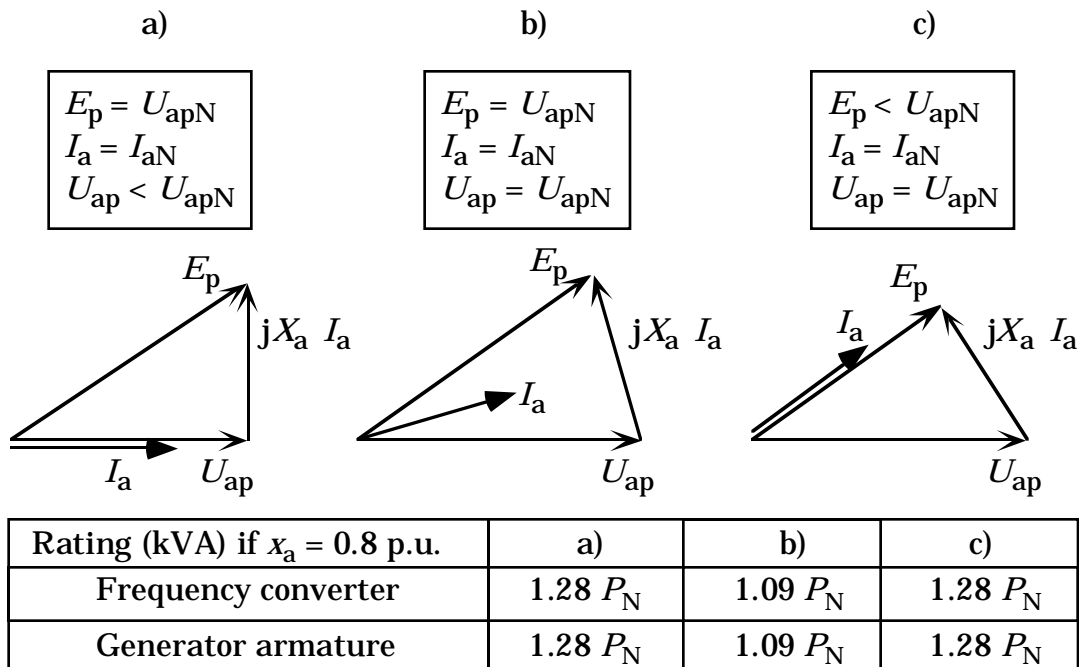 a)
b)
c)
Ep = UapN
Ia = IaN
Uap < UapN
Ep = UapN
Ia = IaN
Uap = UapN
Ep < UapN
Ia = IaN
Uap = UapN
Ep
jXa Ia
Ia
Uap
Ep
jXa Ia
Ia
Uap
Ep
Ia
jXa Ia
Uap
Rating (kVA) if xa = 0.8 p.u. a) b) c)
Frequency converter 1.28 PN 1.09 PN 1.28 PN
Generator armature 1.28 PN 1.09 PN 1.28 PN